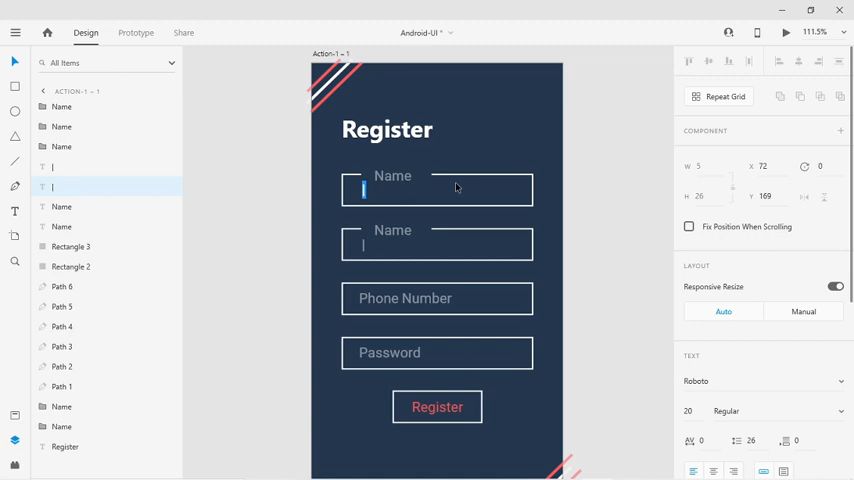 Design
Prototype
Share
Android-UI *
111.5%
All Items
ACTION-1 – 1
Name
Name
Name
|
|
Name
Name
Rectangle 3
Rectangle 2
Path 6
Path 5
Path 4
Path 3
Path 2
Path 1
Name
Name
Register
Action-1 – 1
Register
Name
|
Name
|
Phone Number
Password
Register
Repeat Grid
COMPONENT
W 5
X 72
0
H 26
Y 169
Fix Position When Scrolling
LAYOUT
Responsive Resize
Auto
Manual
TEXT
Roboto
20
Regular
AV 0
26
0